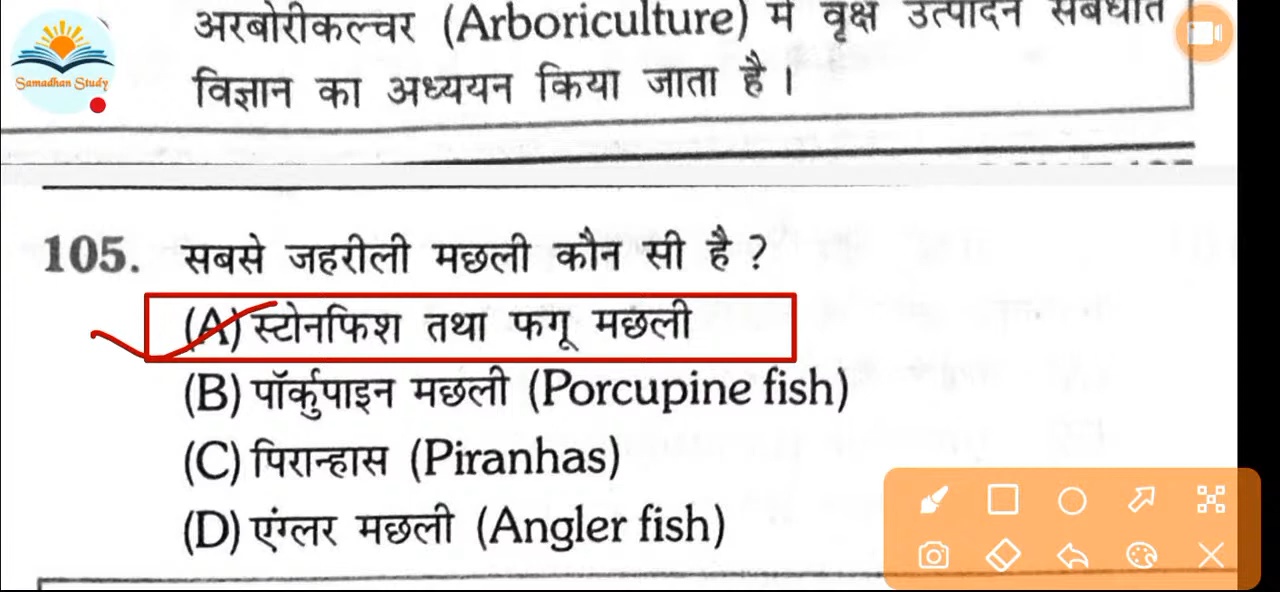 अरबोरीकल्चर (Arboriculture) में वृक्ष उत्पादन संबंधित
विज्ञान का अध्ययन किया जाता है ।
Samadhan Study
105. सबसे जहरीली मछली कौन सी है ?
(A) स्टोनफिश तथा फगू मछली
(B) पॉर्कुपाइन मछली (Porcupine fish)
(C) पिरान्हास (Piranhas)
(D) एंग्लर मछली (Angler fish)